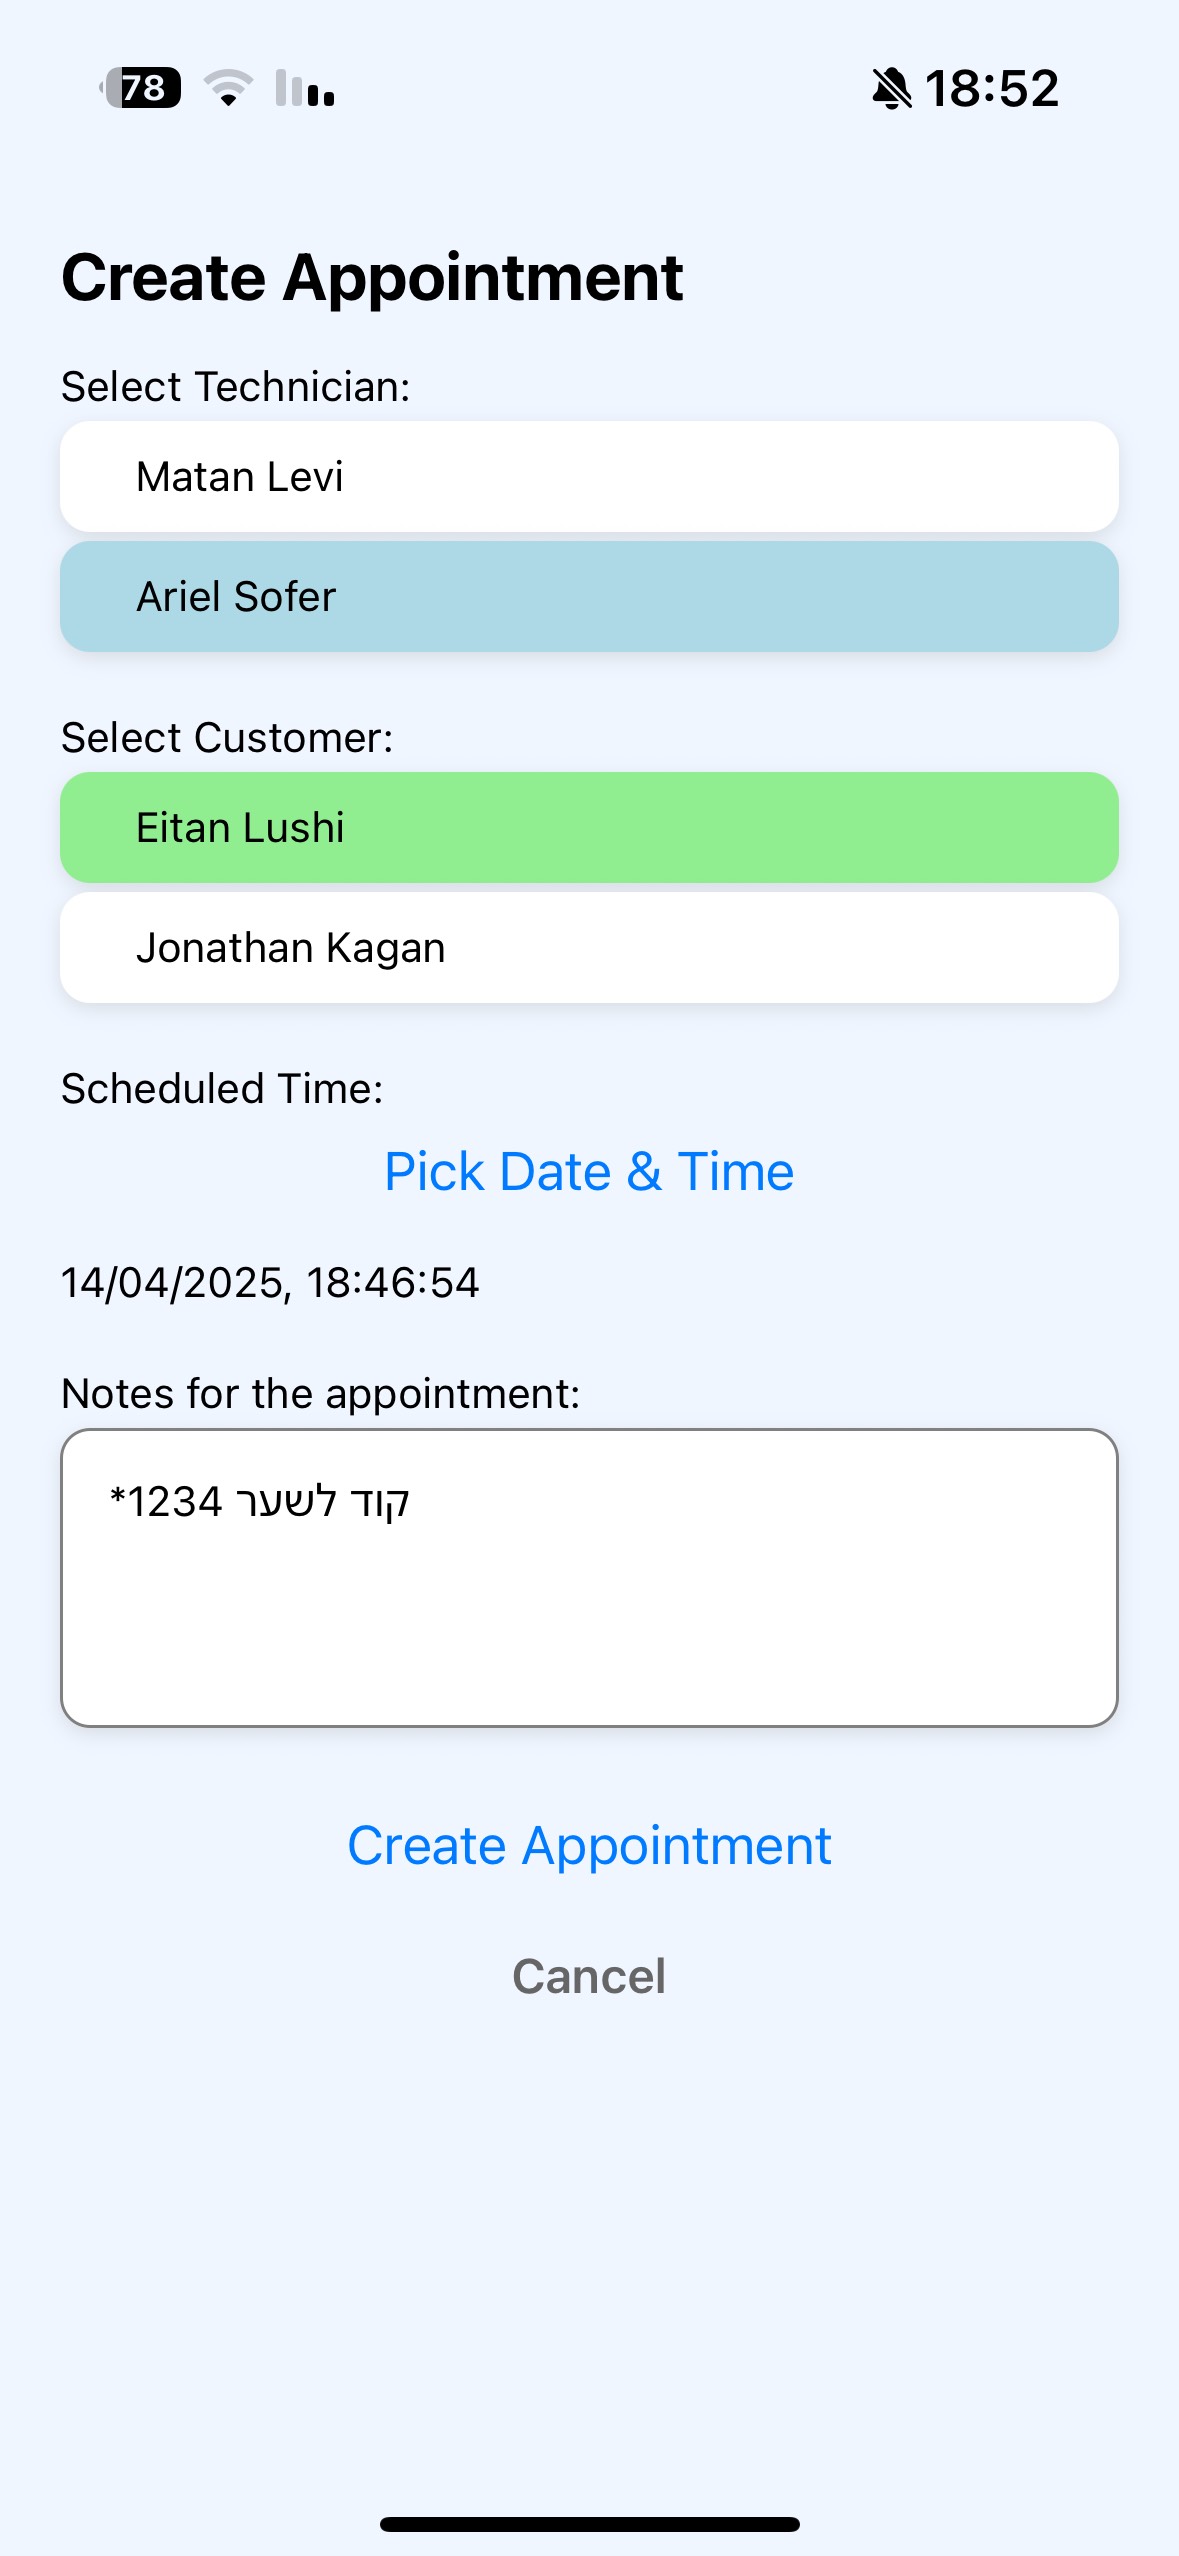 78 18:52
Create Appointment
Select Technician:
Matan Levi
Ariel Sofer
Select Customer:
Eitan Lushi
Jonathan Kagan
Scheduled Time:
Pick Date & Time
14/04/2025, 18:46:54
Notes for the appointment:
קוד לשער 1234*
Create Appointment
Cancel